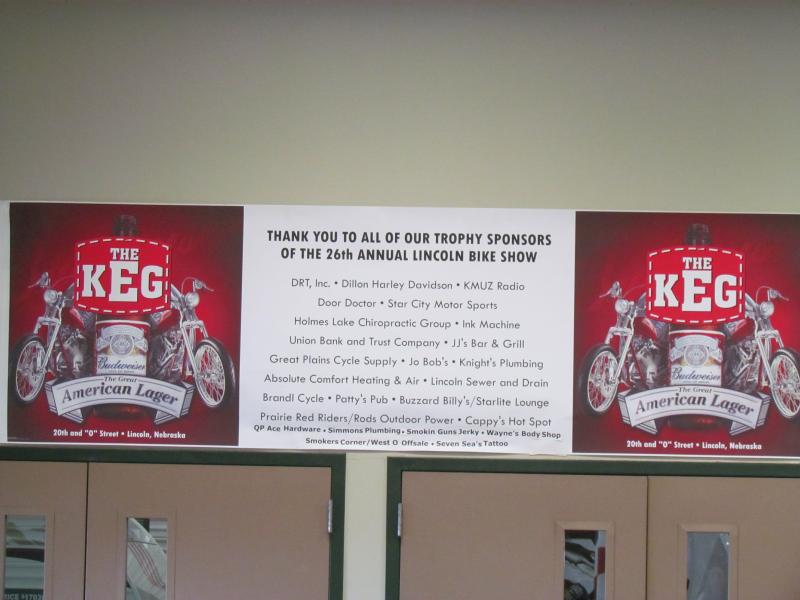 THE
KEG
Budweiser
The Great
American Lager
20th and "O" Street • Lincoln, Nebraska
THANK YOU TO ALL OF OUR TROPHY SPONSORS
OF THE 26th ANNUAL LINCOLN BIKE SHOW
DRT, Inc. • Dillon Harley Davidson • KMUZ Radio
Door Doctor • Star City Motor Sports
Holmes Lake Chiropractic Group • Ink Machine
Union Bank and Trust Company • JJ's Bar & Grill
Great Plains Cycle Supply • Jo Bob's • Knight's Plumbing
Absolute Comfort Heating & Air • Lincoln Sewer and Drain
Brandl Cycle • Patty's Pub • Buzzard Billy's/Starlite Lounge
Prairie Red Riders/Rods Outdoor Power • Cappy's Hot Spot
QP Ace Hardware • Simmons Plumbing • Smokin Guns Jerky • Wayne's Body Shop
Smokers Corner/West O Offsale • Seven Sea's Tattoo
THE
KEG
Budweiser
The Great
American Lager
20th and "O" Street • Lincoln, Nebraska